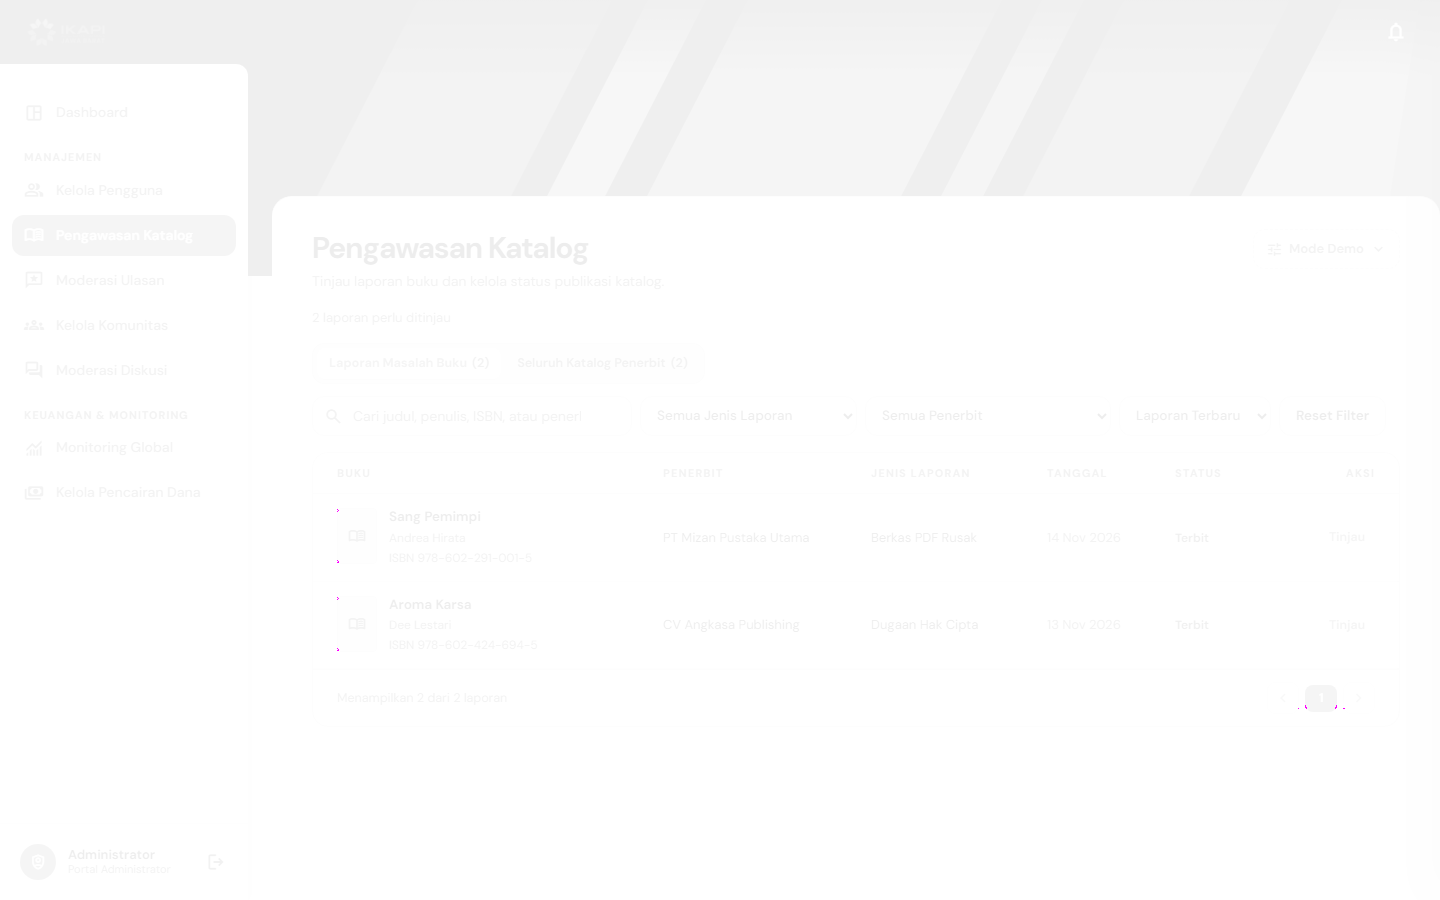 Dashboard
MANAJEMEN
Kelola Pengguna
Pengawasan Katalog
Moderasi Ulasan
Kelola Komunitas
Moderasi Diskusi
KEUANGAN & MONITORING
Monitoring Global
Kelola Pencairan Dana
Administrator
Portal Administrator
Pengawasan Katalog
Mode Demo
Tinjau laporan buku dan kelola status publikasi katalog.
2 laporan perlu ditinjau
Laporan Masalah Buku (2)
Seluruh Katalog Penerbit (2)
Cari judul, penulis, ISBN, atau penerl
Semua Jenis Laporan
Semua Penerbit
Laporan Terbaru
Reset Filter
BUKU PENERBIT JENIS LAPORAN TANGGAL STATUS AKSI
Sang Pemimpi
Andrea Hirata
ISBN 978-602-291-001-5
PT Mizan Pustaka Utama
Berkas PDF Rusak
14 Nov 2026
Terbit
Tinjau
Aroma Karsa
Dee Lestari
ISBN 978-602-424-694-5
CV Angkasa Publishing
Dugaan Hak Cipta
13 Nov 2026
Terbit
Tinjau
Menampilkan 2 dari 2 laporan
1